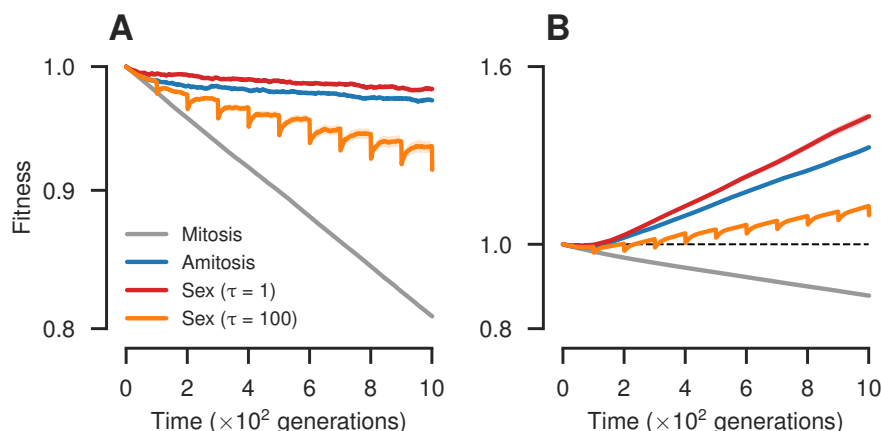 A
B
Fitness
1.0
0.9
0.8
Mitosis
Amitosis
Sex (τ = 1)
Sex (τ = 100)
0 2 4 6 8 10
Time (×10² generations)
1.6
1.0
0.8
0 2 4 6 8 10
Time (×10² generations)